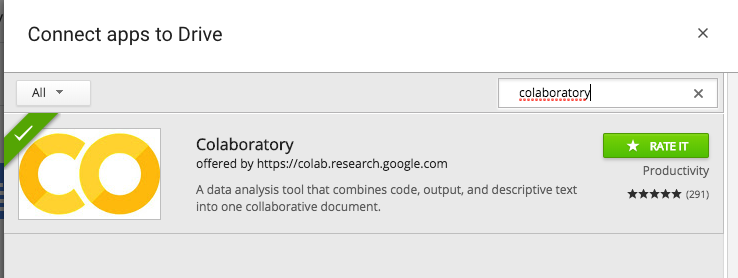 Connect apps to Drive
All
colaboratory
Colaboratory
offered by https://colab.research.google.com
A data analysis tool that combines code, output, and descriptive text
into one collaborative document.
RATE IT
Productivity
(291)